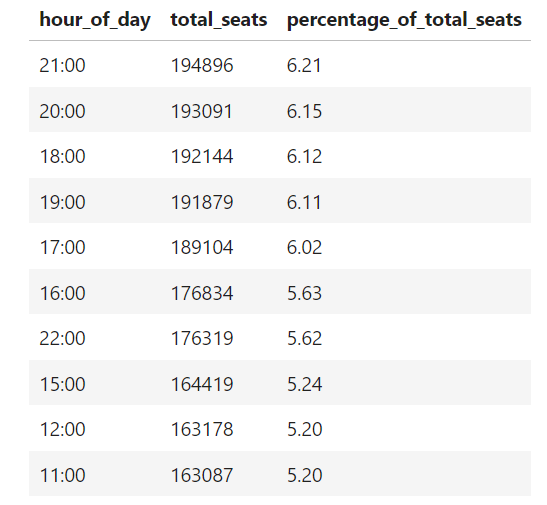 hour_of_day total_seats percentage_of_total_seats
21:00 194896 6.21
20:00 193091 6.15
18:00 192144 6.12
19:00 191879 6.11
17:00 189104 6.02
16:00 176834 5.63
22:00 176319 5.62
15:00 164419 5.24
12:00 163178 5.20
11:00 163087 5.20